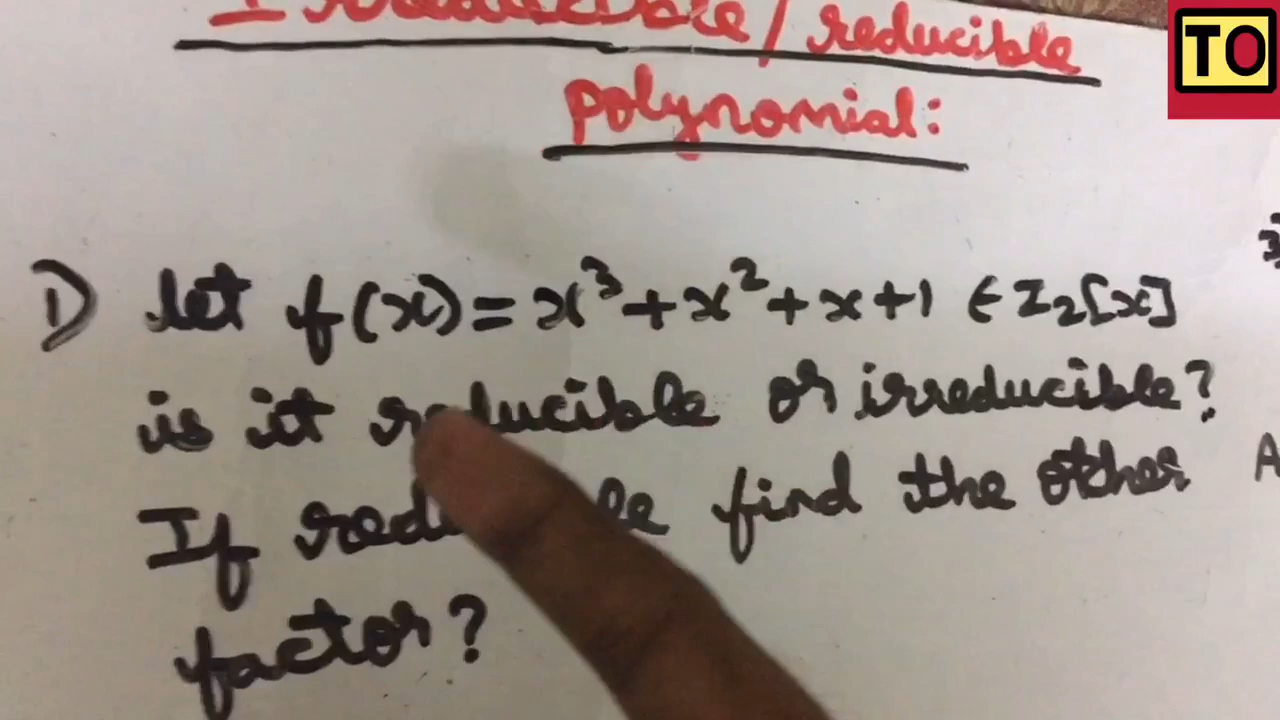 Irreducible / reducible
TO
polynomial:
1) let f(x) = x³ + x² + x + 1 ∈ Z₂[x]
is it reducible or irreducible?
If find the other
factor?
A